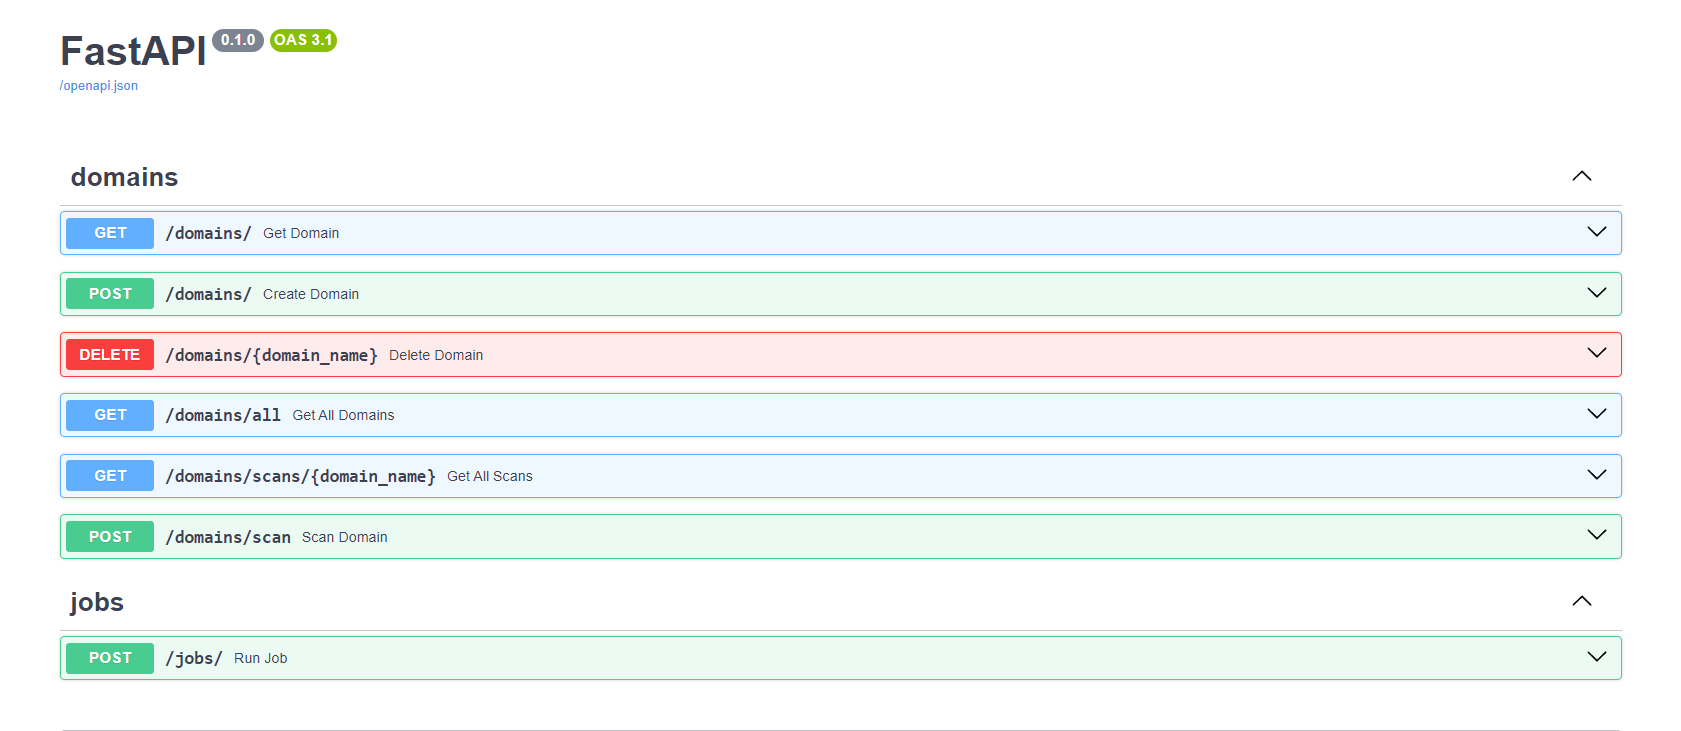 FastAPI 0.1.0 OAS 3.1
/openapi.json
domains
GET /domains/ Get Domain
POST /domains/ Create Domain
DELETE /domains/{domain_name} Delete Domain
GET /domains/all Get All Domains
GET /domains/scans/{domain_name} Get All Scans
POST /domains/scan Scan Domain
jobs
POST /jobs/ Run Job